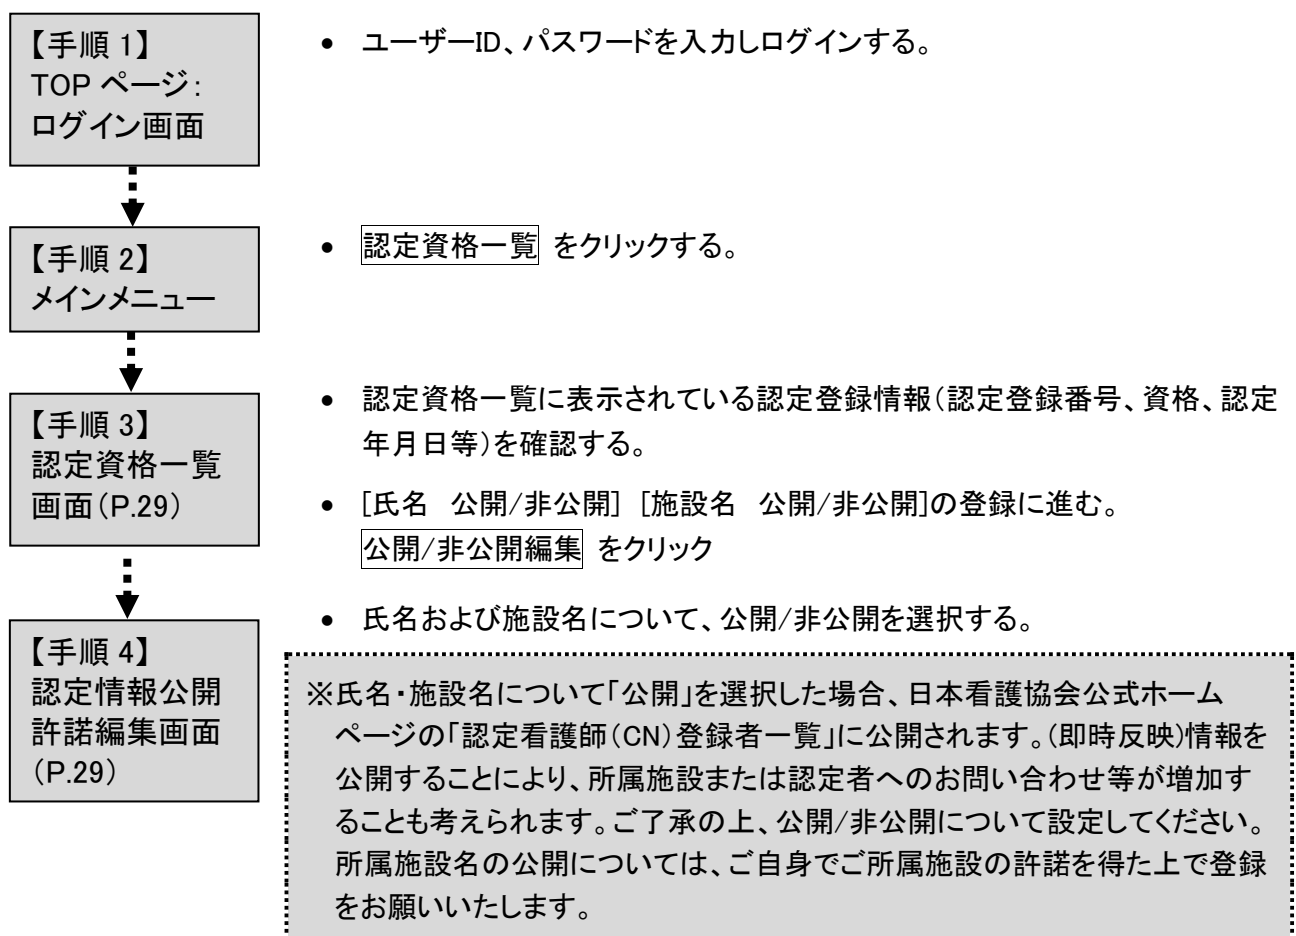 【手順 1】
TOP ページ：
ログイン画面
• ユーザーID、パスワードを入力しログインする。
【手順 2】
メインメニュー
• 認定資格一覧 をクリックする。
【手順 3】
認定資格一覧
画面（P.29）
• 認定資格一覧に表示されている認定登録情報（認定登録番号、資格、認定
年月日等）を確認する。
• [氏名　公開/非公開] [施設名　公開/非公開]の登録に進む。
公開/非公開編集 をクリック
【手順 4】
認定情報公開
許諾編集画面
（P.29）
• 氏名および施設名について、公開/非公開を選択する。
※氏名・施設名について「公開」を選択した場合、日本看護協会公式ホーム
ページの「認定看護師（CN）登録者一覧」に公開されます。(即時反映)情報を
公開することにより、所属施設または認定者へのお問い合わせ等が増加す
ることも考えられます。ご了承の上、公開/非公開について設定してください。
所属施設名の公開については、ご自身でご所属施設の許諾を得た上で登録
をお願いいたします。